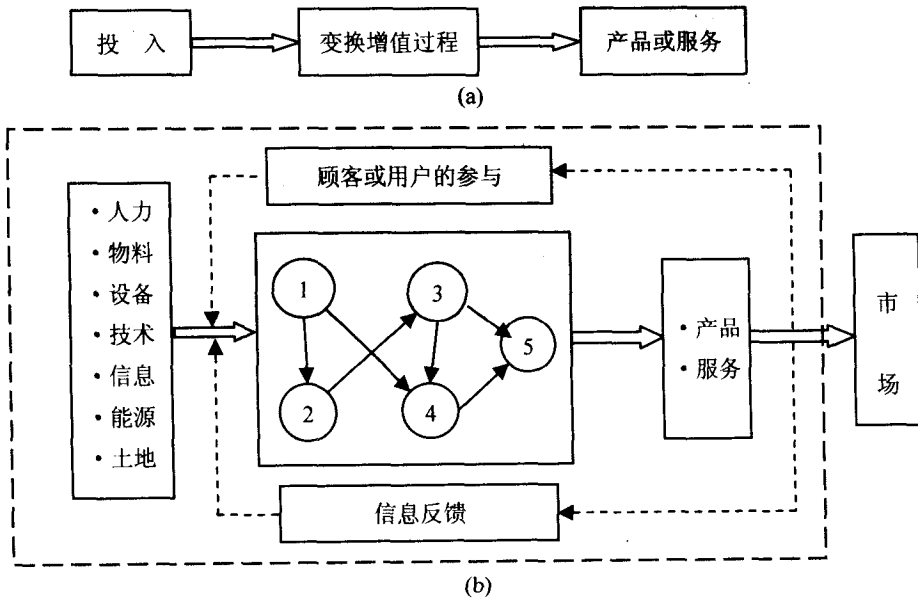 投 入
变换增值过程
产品或服务
(a)
顾客或用户的参与
·人力
·物料
·设备
·技术
·信息
·能源
·土地
1
3
5
2
4
·产品
·服务
市
场
信息反馈
(b)